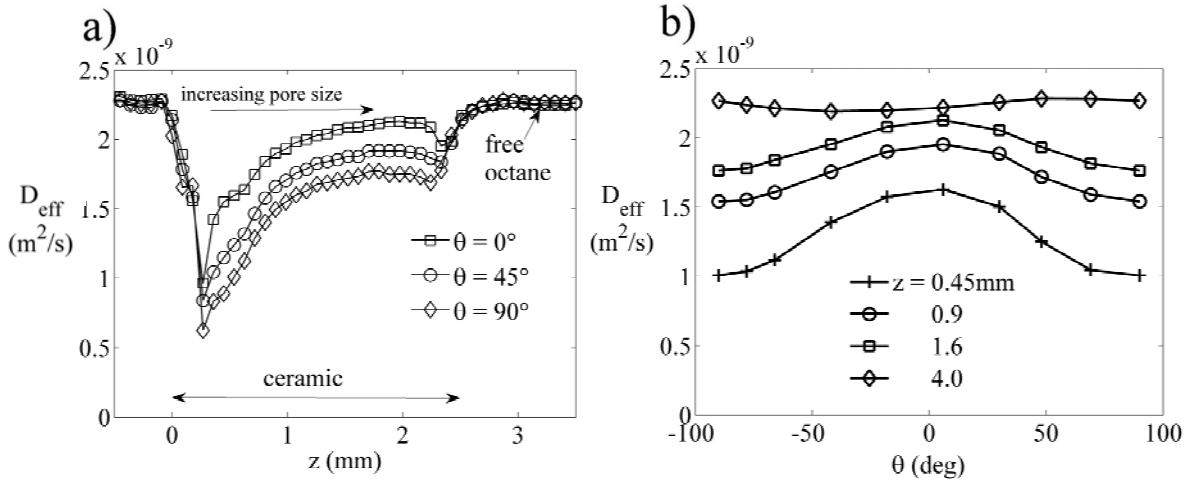 a)
x 10⁻⁹
2.5
2
1.5
1
0.5
0
D_eff
(m²/s)
increasing pore size
free
octane
θ = 0°
θ = 45°
θ = 90°
ceramic
0
1
2
3
z (mm)
b)
x 10⁻⁹
2.5
2
1.5
1
0.5
0
D_eff
(m²/s)
z = 0.45mm
0.9
1.6
4.0
-100
-50
0
50
100
θ (deg)